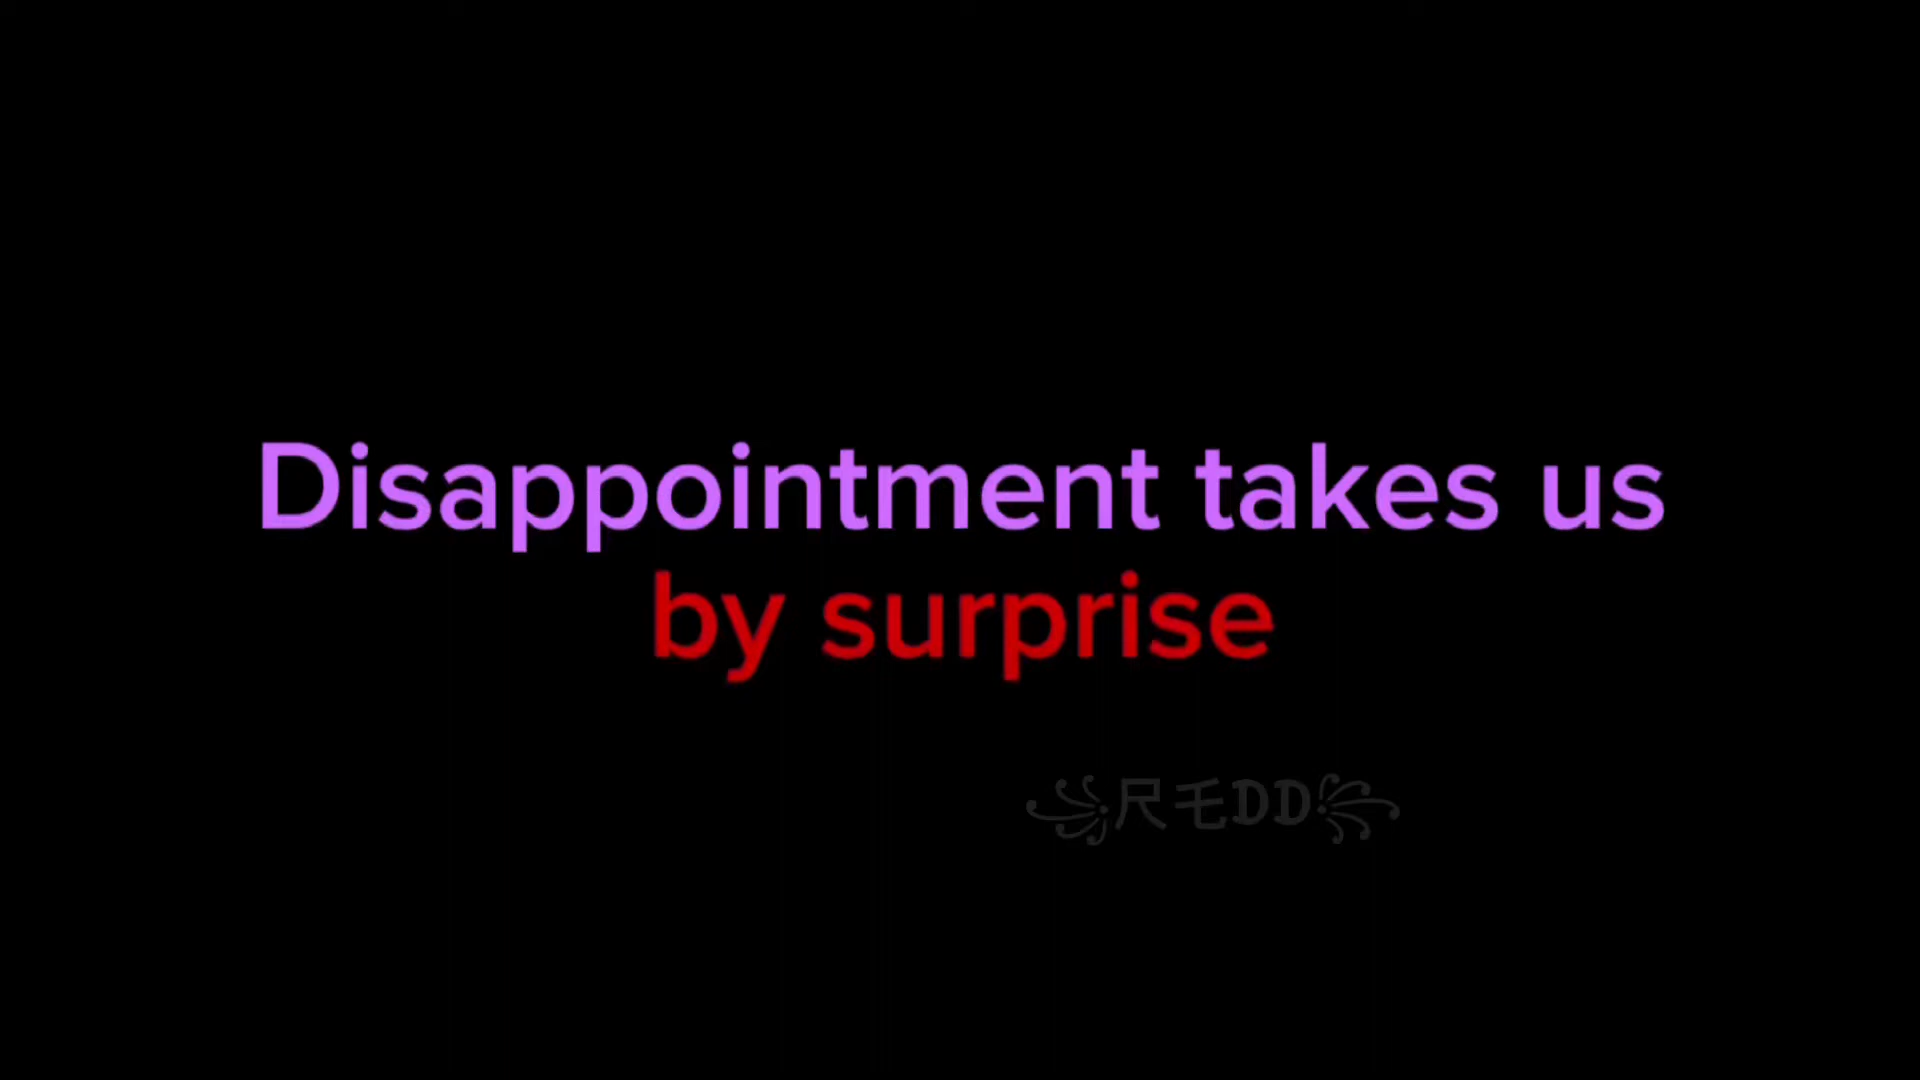 Disappointment takes us
by surprise
꧁尺乇DD꧂